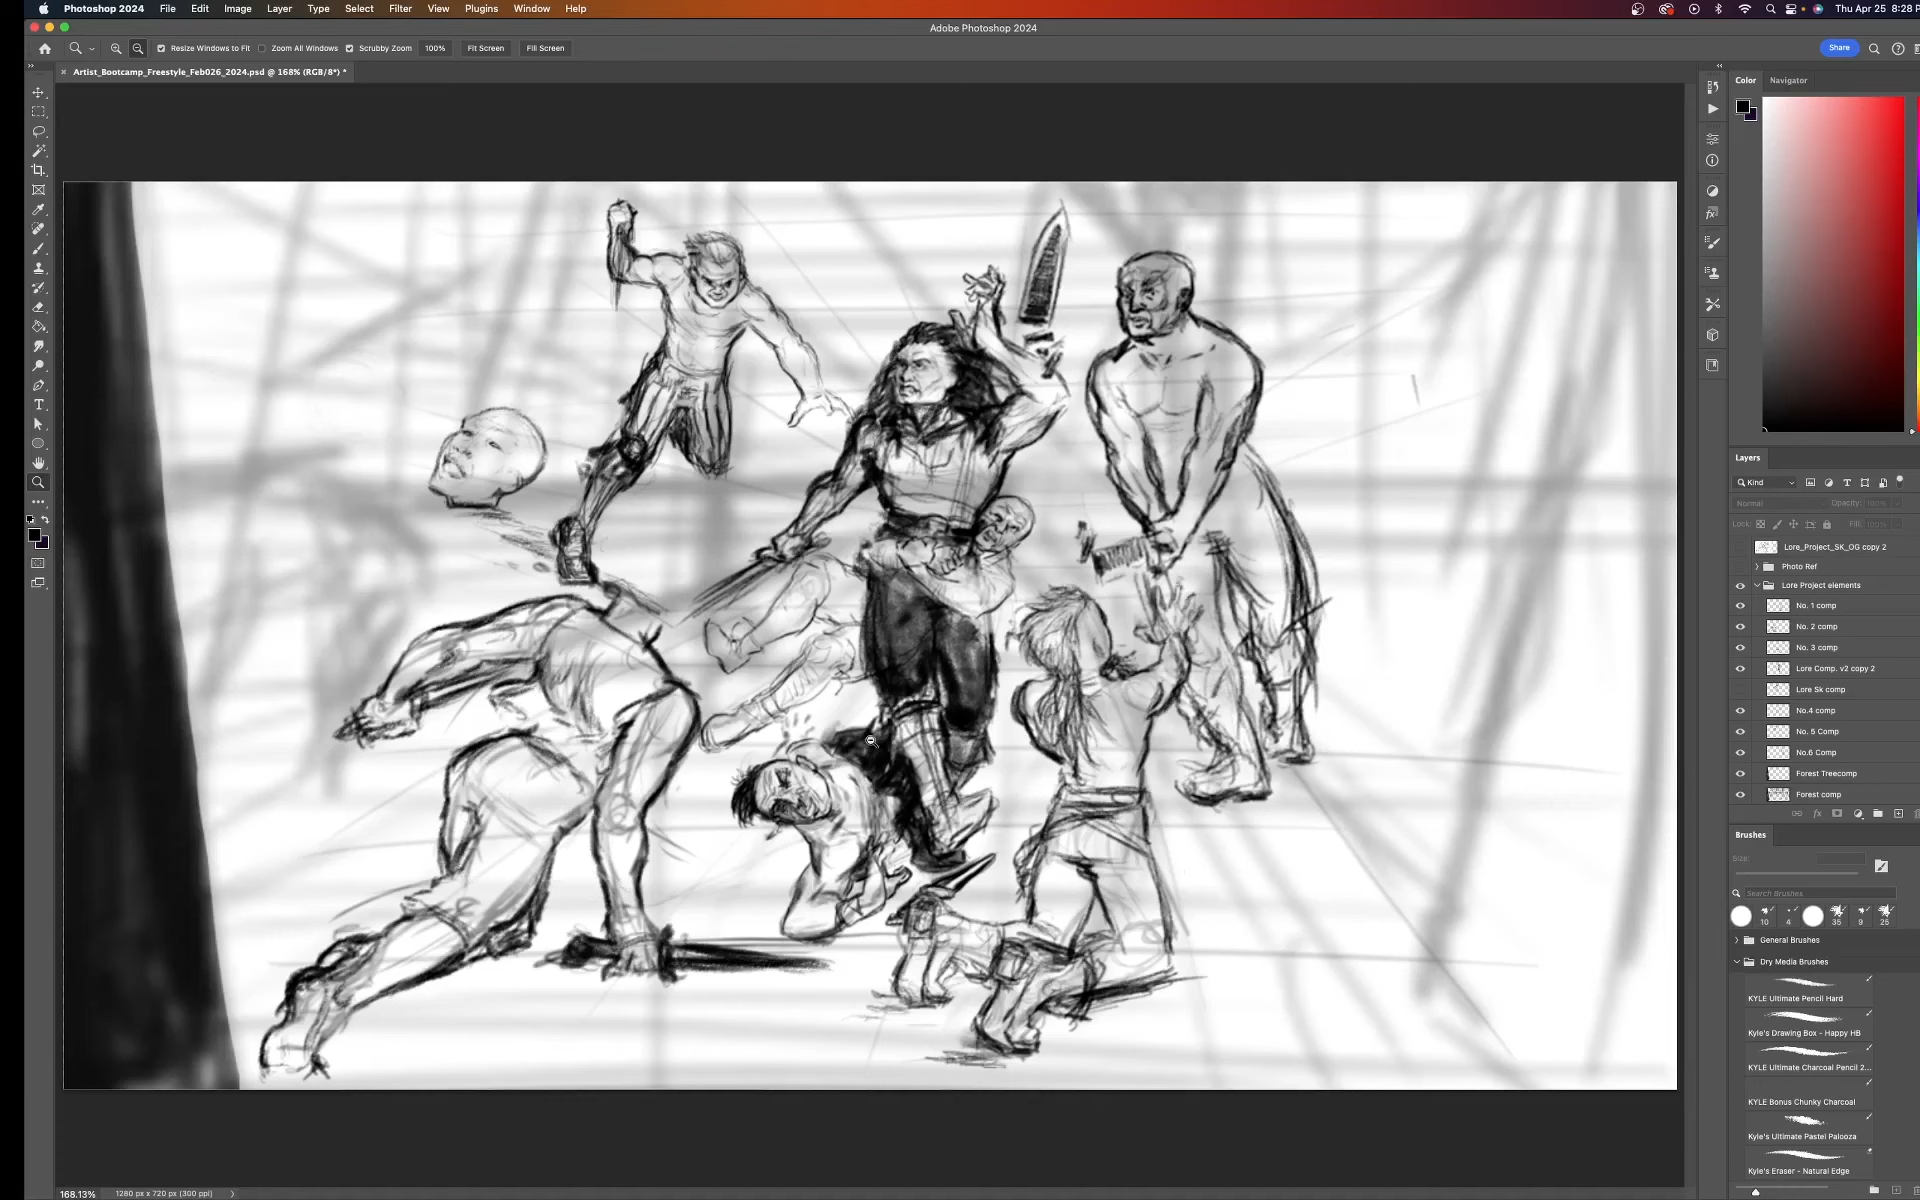 Photoshop 2024 File Edit Image Layer Type Select Filter View Plugins Window Help Thu Apr 25 8:28 P
Adobe Photoshop 2024
Resize Windows to Fit Zoom All Windows Scrubby Zoom 100% Fit Screen Fill Screen Share
Artist_Bootcamp_Freestyle_Feb026_2024.psd @ 168% (RGB/8*) *
Color Navigator
Layers
Kind
Normal Opacity: 100%
Lock: Fill: 100%
Lore_Project_SK_OG copy 2
Photo Ref
Lore Project elements
No. 1 comp
No. 2 comp
No. 3 comp
Lore Comp. v2 copy 2
Lore Sk comp
No.4 comp
No. 5 Comp
No.6 Comp
Forest Treecomp
Forest comp
Brushes
Size:
Search Brushes
10 4 35 9 25
General Brushes
Dry Media Brushes
KYLE Ultimate Pencil Hard
Kyle's Drawing Box - Happy HB
KYLE Ultimate Charcoal Pencil 2...
KYLE Bonus Chunky Charcoal
Kyle's Ultimate Pastel Palooza
Kyle's Eraser - Natural Edge
168.13% 1280 px x 720 px (300 ppi)